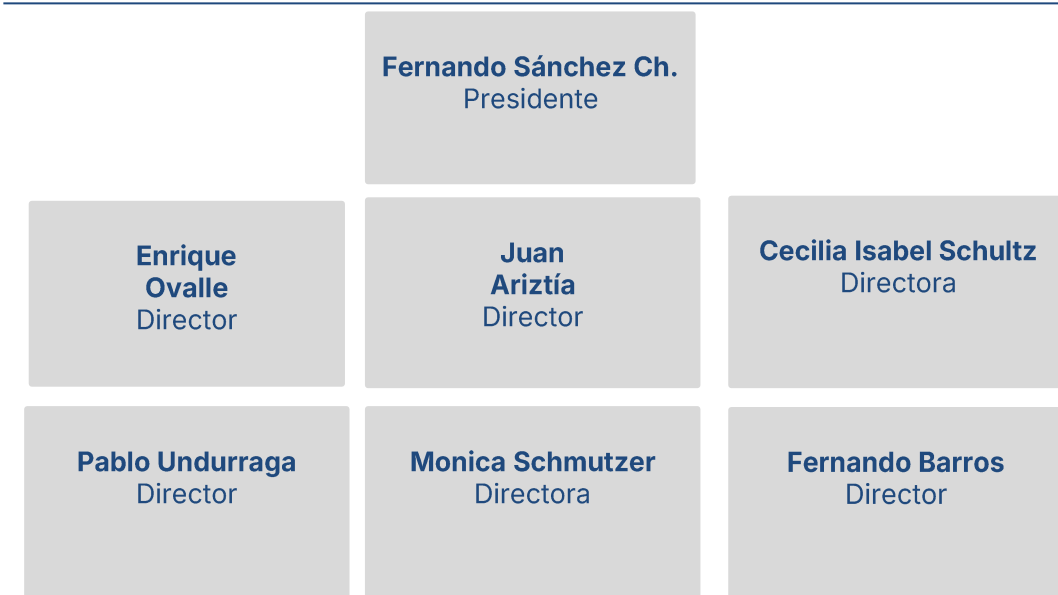 Fernando Sánchez Ch.
Presidente
Enrique
Ovalle
Director
Juan
Ariztía
Director
Cecilia Isabel Schultz
Directora
Pablo Undurraga
Director
Monica Schmutzer
Directora
Fernando Barros
Director